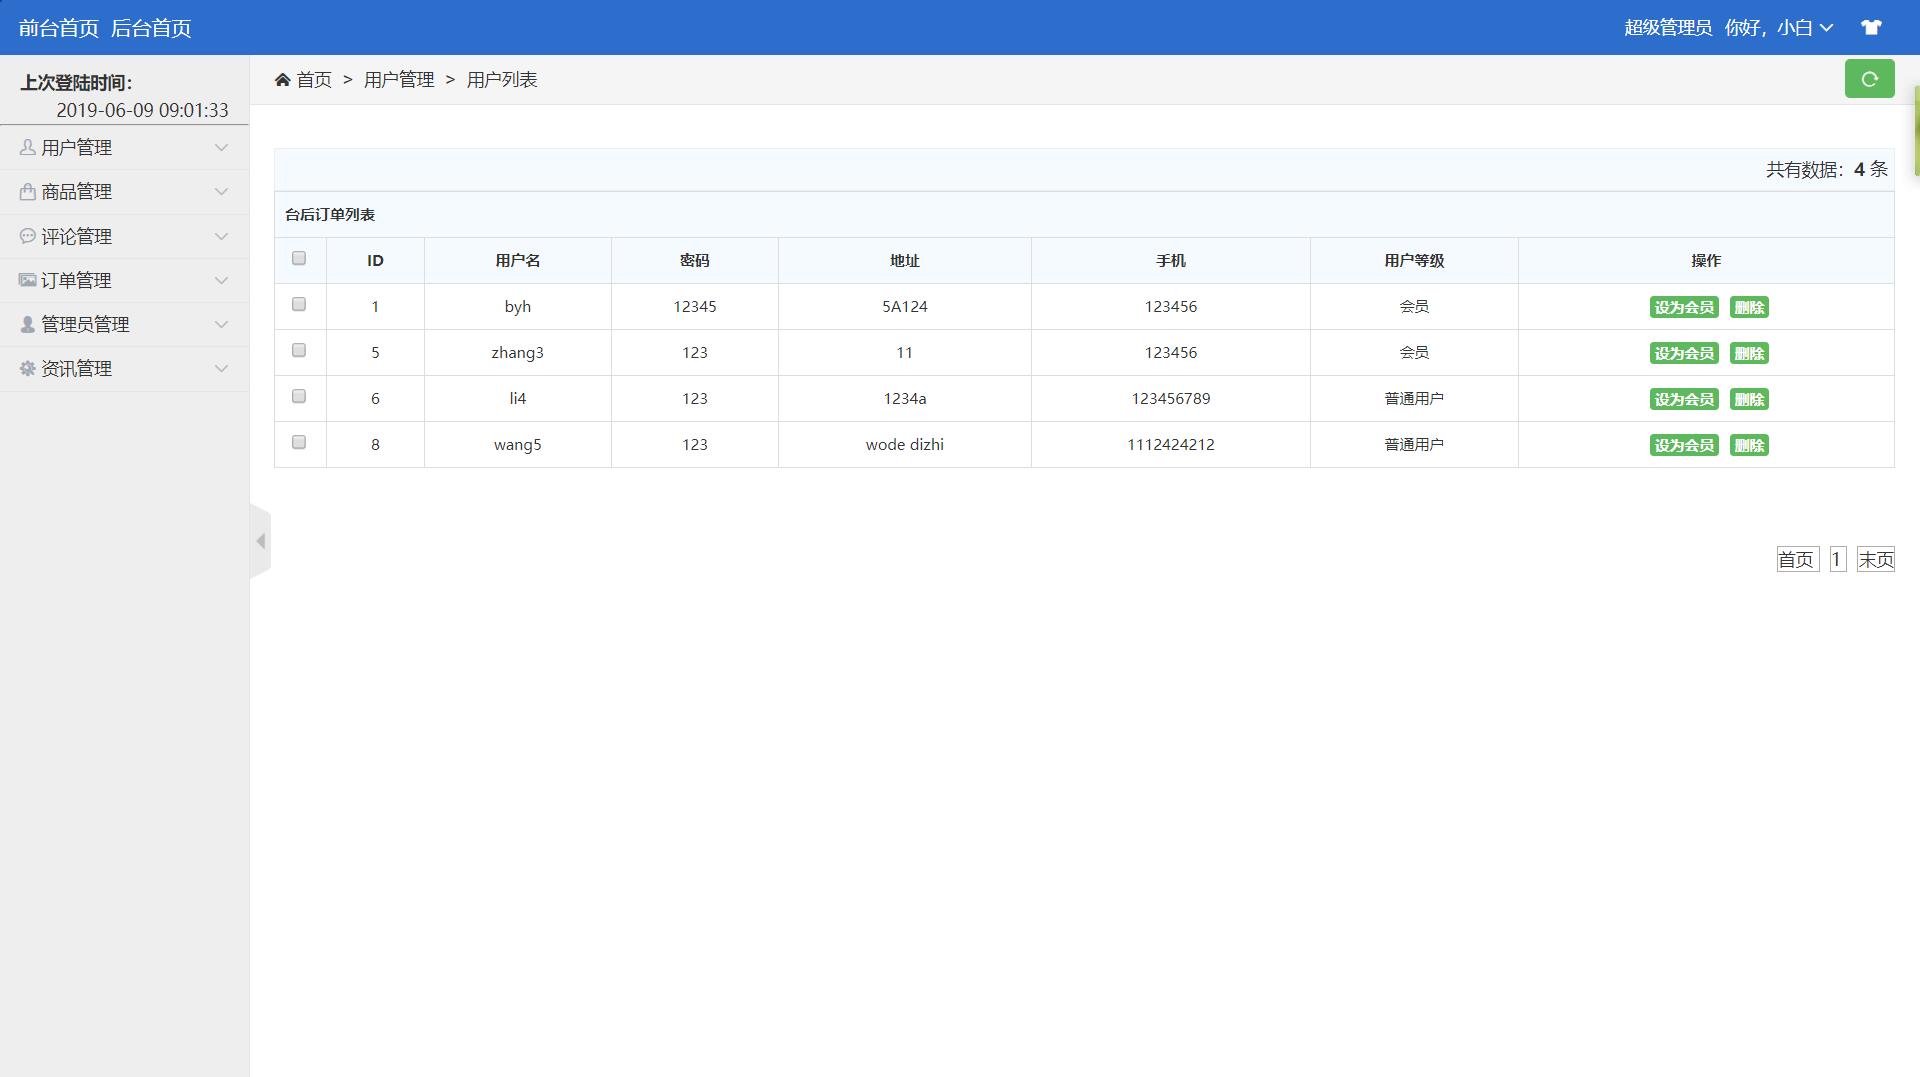 前台首页 后台首页
超级管理员 你好，小白
上次登陆时间：
2019-06-09 09:01:33
用户管理
商品管理
评论管理
订单管理
管理员管理
资讯管理
首页 > 用户管理 > 用户列表
共有数据：4 条
台后订单列表
ID 用户名 密码 地址 手机 用户等级 操作
1 byh 12345 5A124 123456 会员 设为会员 删除
5 zhang3 123 11 123456 会员 设为会员 删除
6 li4 123 1234a 123456789 普通用户 设为会员 删除
8 wang5 123 wode dizhi 1112424212 普通用户 设为会员 删除
首页 1 末页